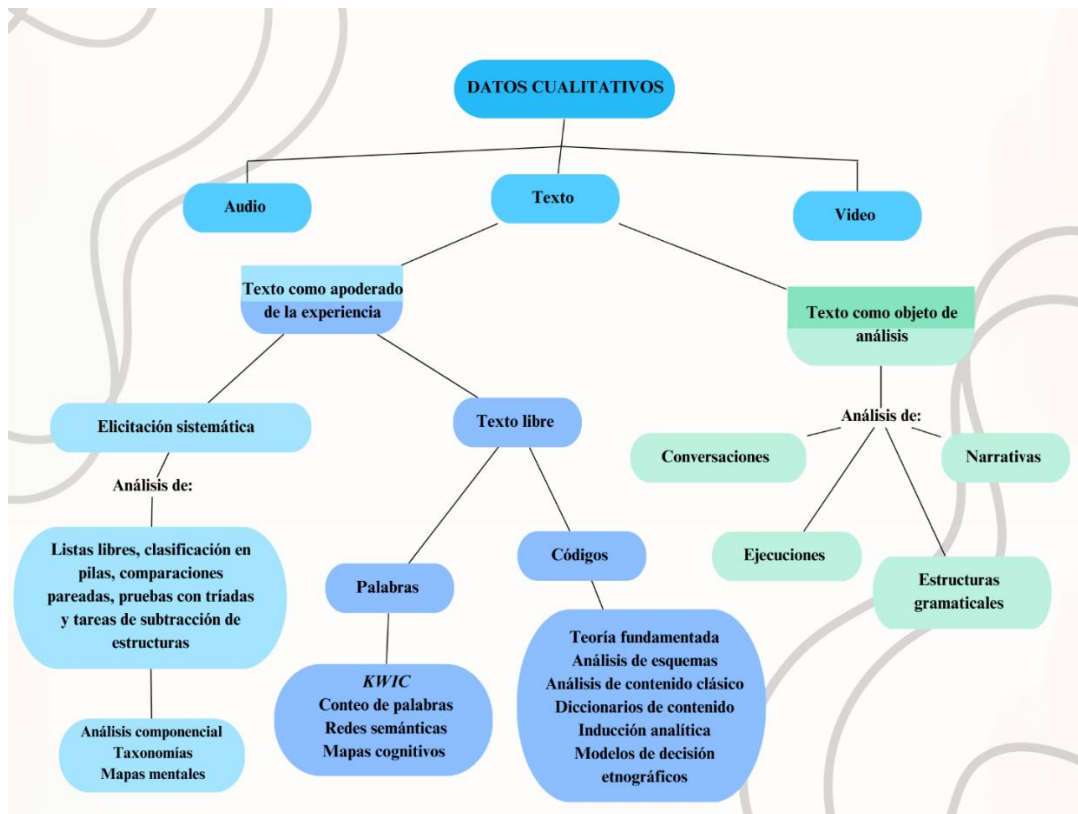 DATOS CUALITATIVOS
Audio
Texto
Video
Texto como apoderado
de la experiencia
Texto como objeto de
análisis
Elicitación sistemática
Texto libre
Análisis de:
Conversaciones
Narrativas
Análisis de:
Listas libres, clasificación en
pilas, comparaciones
pareadas, pruebas con tríadas
y tareas de subtracción de
estructuras
Palabras
Códigos
Ejecuciones
Estructuras
gramaticales
KWIC
Conteo de palabras
Redes semánticas
Mapas cognitivos
Teoría fundamentada
Análisis de esquemas
Análisis de contenido clásico
Diccionarios de contenido
Inducción analítica
Modelos de decisión
etnográficos
Análisis componencial
Taxonomías
Mapas mentales